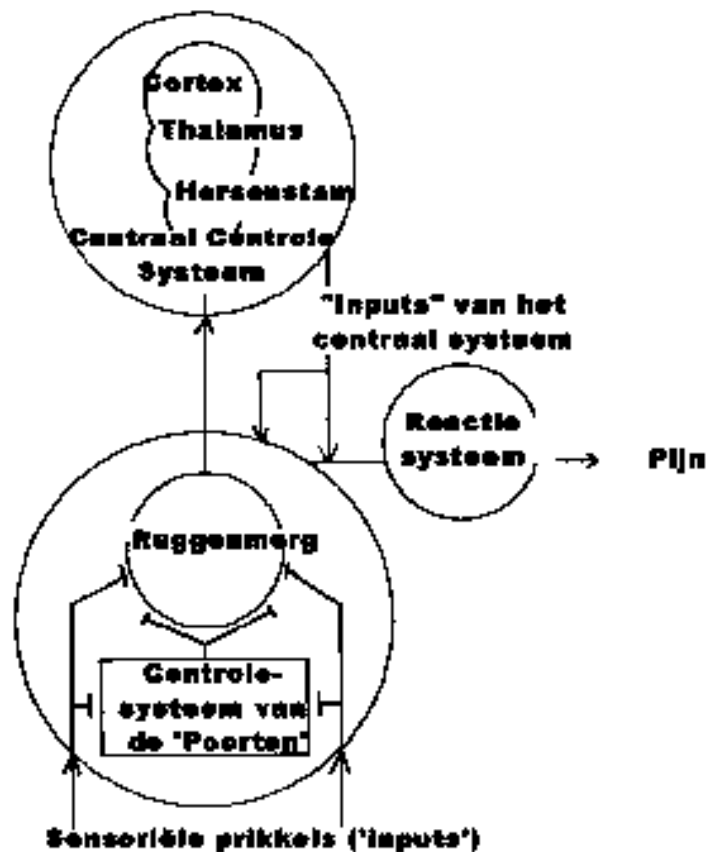 Cortex
Thalamus
Hersenstam
Centraal Controle
Systeem
"Inputs" van het
centraal systeem
Reactie
systeem
Pijn
Ruggenmerg
Controle-
systeem van
de "Poorten"
Sensoriële prikkels ("inputs")